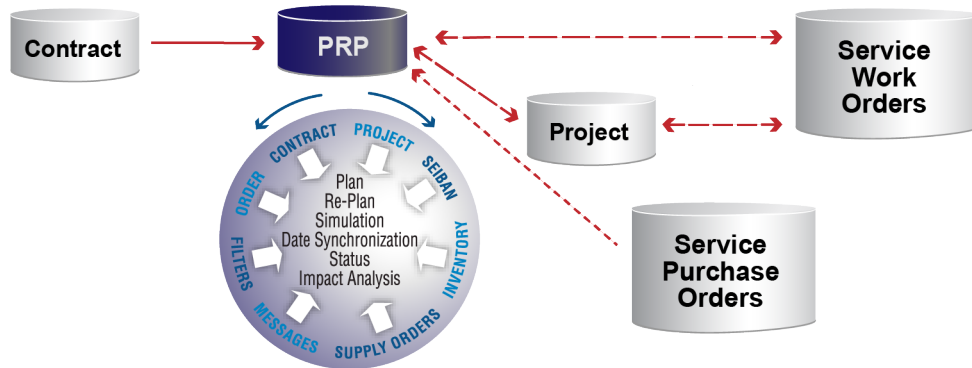 Contract
PRP
Service
Work
Orders
Project
Service
Purchase
Orders
FILTERS
ORDER
CONTRACT
PROJECT
SEIBAN
INVENTORY
SUPPLY ORDERS
MESSAGES
Plan
Re-Plan
Simulation
Date Synchronization
Status
Impact Analysis